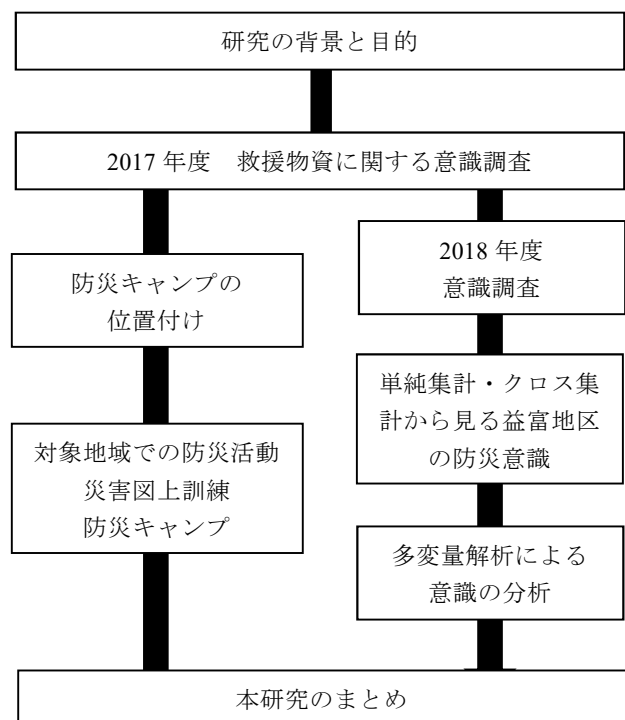 研究の背景と目的
2017 年度　救援物資に関する意識調査
防災キャンプの
位置付け
対象地域での防災活動
災害図上訓練
防災キャンプ
2018 年度
意識調査
単純集計・クロス集
計から見る益富地区
の防災意識
多変量解析による
意識の分析
本研究のまとめ